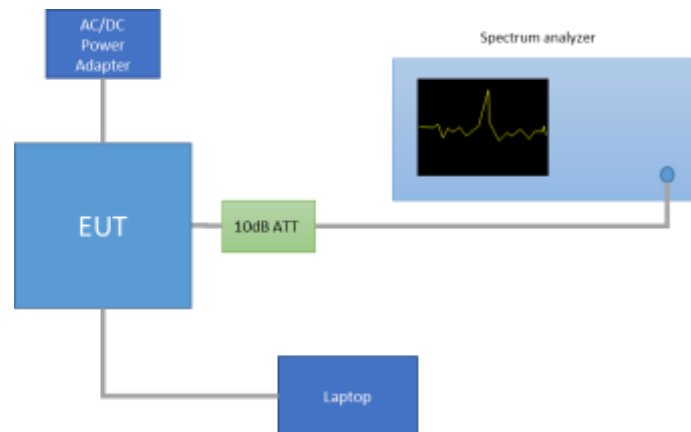 AC/DC
Power
Adapter
Spectrum analyzer
EUT
10dB ATT
Laptop